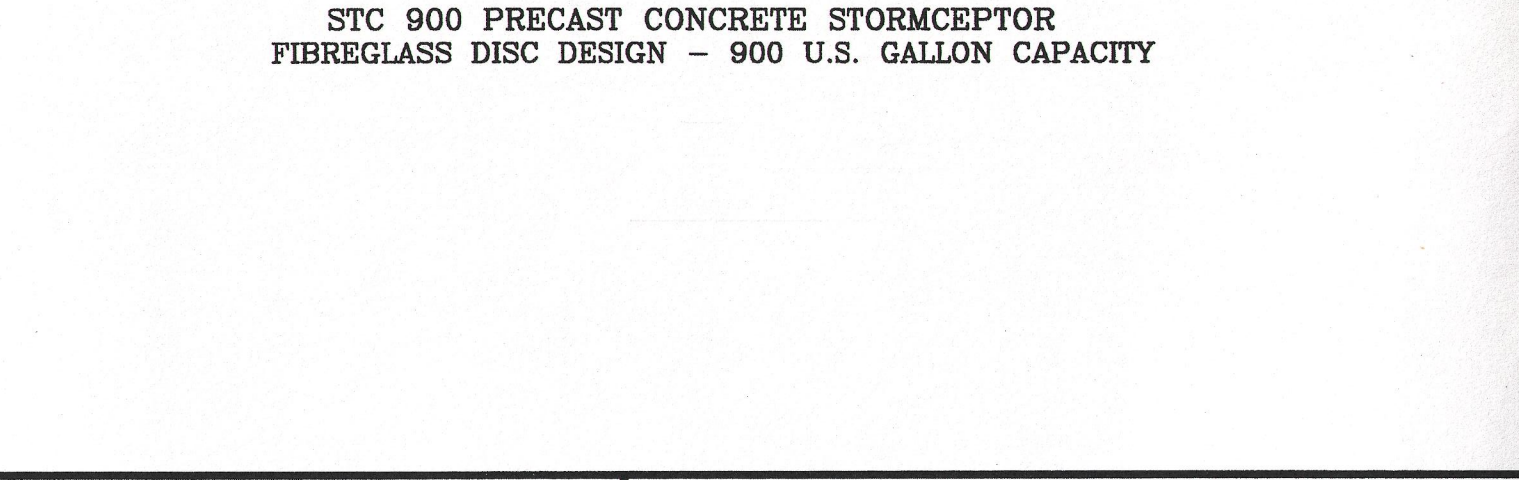 STC 900 PRECAST CONCRETE STORMCEPTOR
FIBREGLASS DISC DESIGN – 900 U.S. GALLON CAPACITY